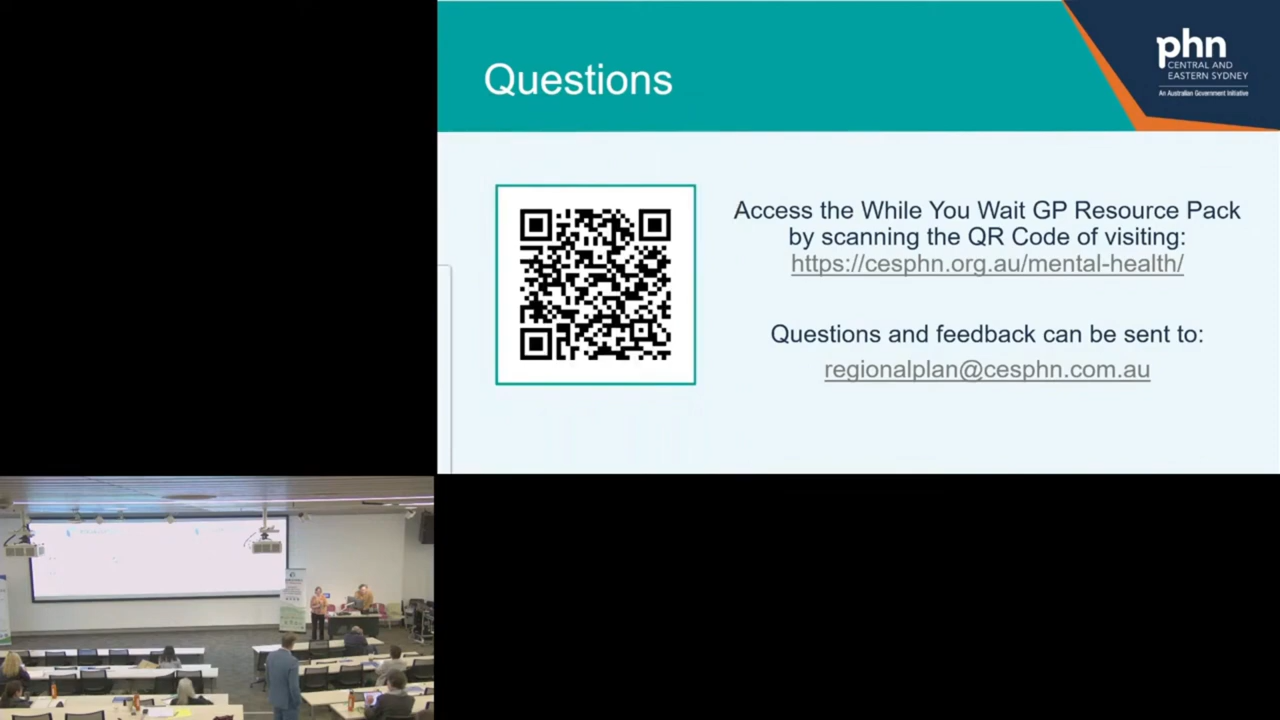 Questions
phn
CENTRAL AND
EASTERN SYDNEY
An Australian Government Initiative
Access the While You Wait GP Resource Pack
by scanning the QR Code of visiting:
https://cesphn.org.au/mental-health/
Questions and feedback can be sent to:
regionalplan@cesphn.com.au